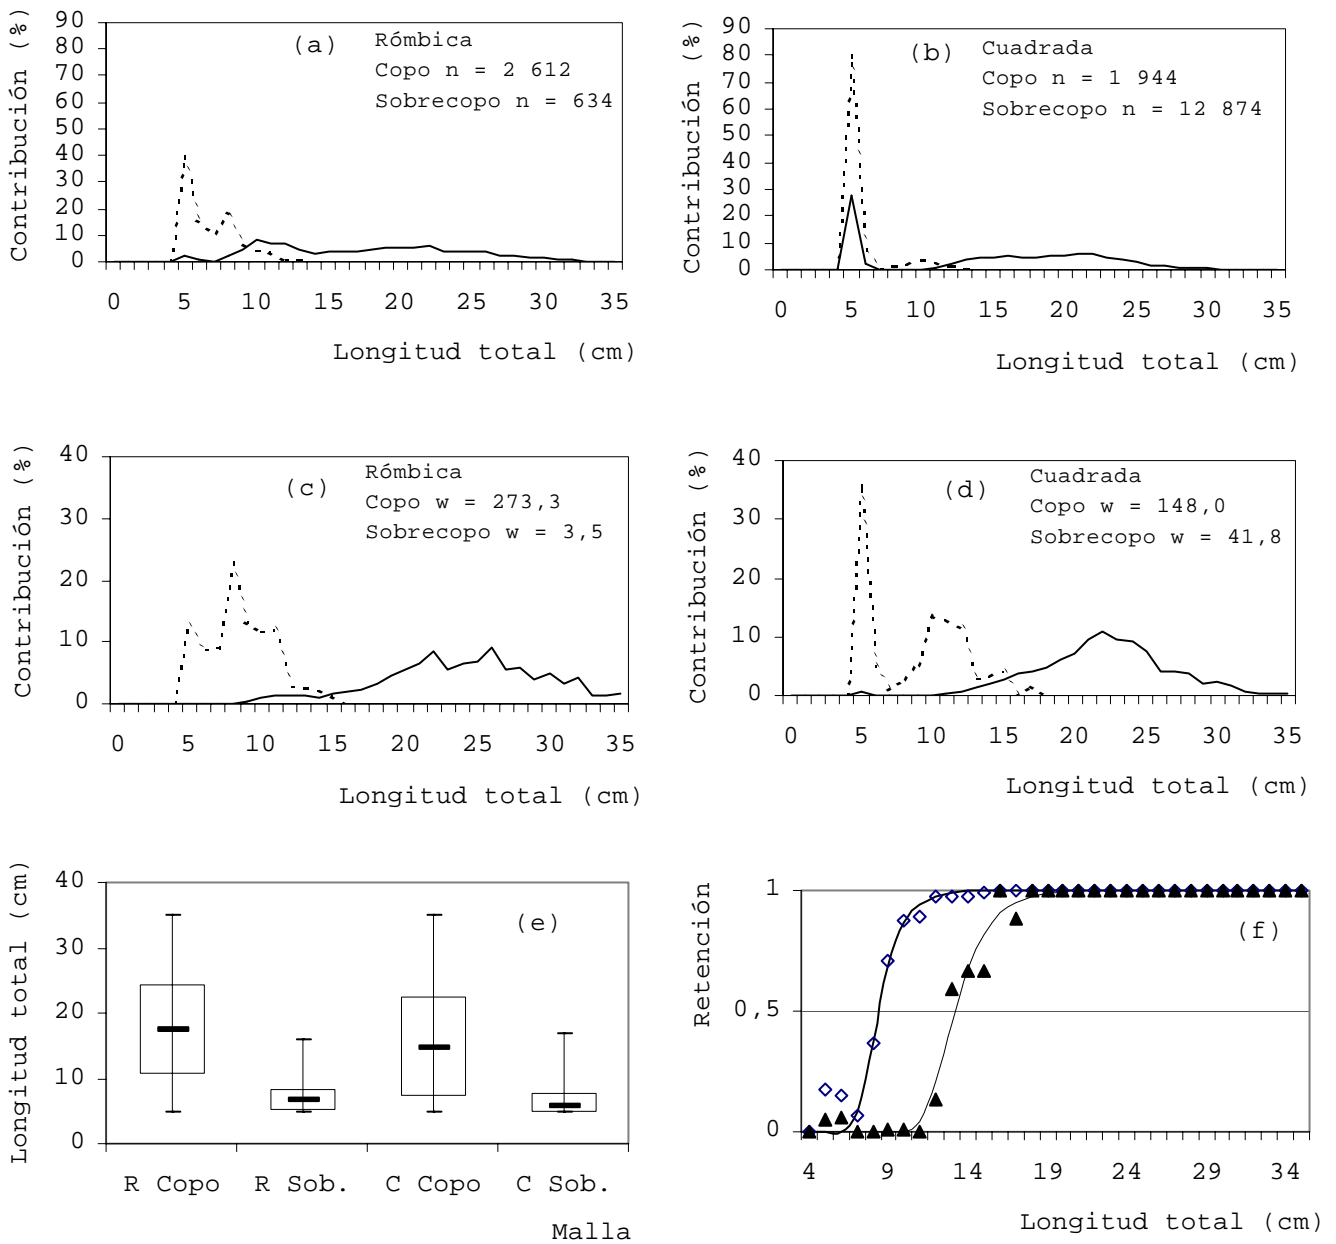 Contribución (%)
90
80
70
60
50
40
30
20
10
0
(a)
Rómbica
Copo n = 2 612
Sobrecopo n = 634
0 5 10 15 20 25 30 35
Longitud total (cm)
Contribución (%)
90
80
70
60
50
40
30
20
10
0
(b)
Cuadrada
Copo n = 1 944
Sobrecopo n = 12 874
0 5 10 15 20 25 30 35
Longitud total (cm)
Contribución (%)
40
30
20
10
0
(c)
Rómbica
Copo w = 273,3
Sobrecopo w = 3,5
0 5 10 15 20 25 30 35
Longitud total (cm)
Contribución (%)
40
30
20
10
0
(d)
Cuadrada
Copo w = 148,0
Sobrecopo w = 41,8
0 5 10 15 20 25 30 35
Longitud total (cm)
Longitud total (cm)
40
30
20
10
0
(e)
R Copo R Sob. C Copo C Sob.
Malla
Retención
1
0,5
0
(f)
4 9 14 19 24 29 34
Longitud total (cm)